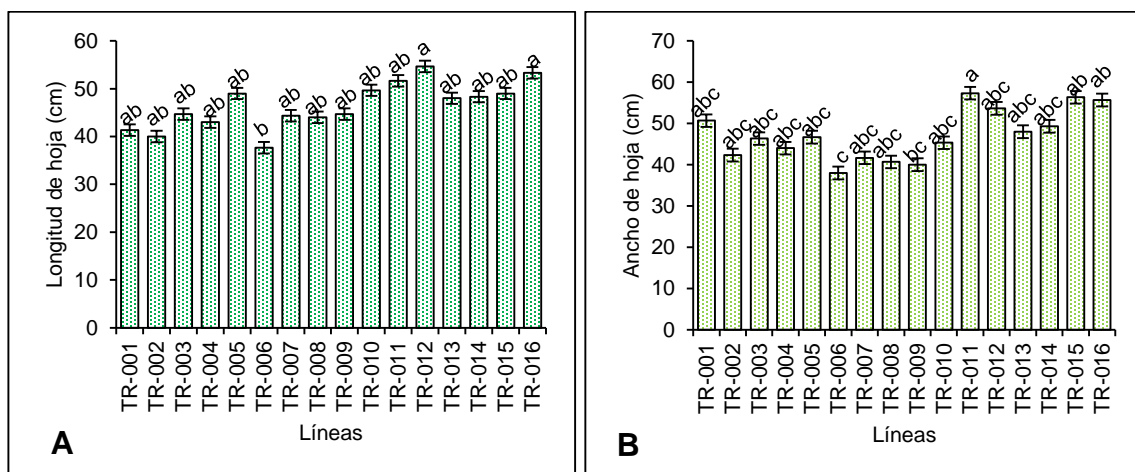 Longitud de hoja (cm)
60
50
40
30
20
10
0
ab
ab
ab
ab
ab
b
ab
ab
ab
ab
ab
a
ab
ab
ab
a
TR-001
TR-002
TR-003
TR-004
TR-005
TR-006
TR-007
TR-008
TR-009
TR-010
TR-011
TR-012
TR-013
TR-014
TR-015
TR-016
Líneas
A
Ancho de hoja (cm)
70
60
50
40
30
20
10
0
abc
abc
abc
abc
abc
c
abc
abc
bc
abc
a
abc
abc
abc
ab
ab
TR-001
TR-002
TR-003
TR-004
TR-005
TR-006
TR-007
TR-008
TR-009
TR-010
TR-011
TR-012
TR-013
TR-014
TR-015
TR-016
Líneas
B